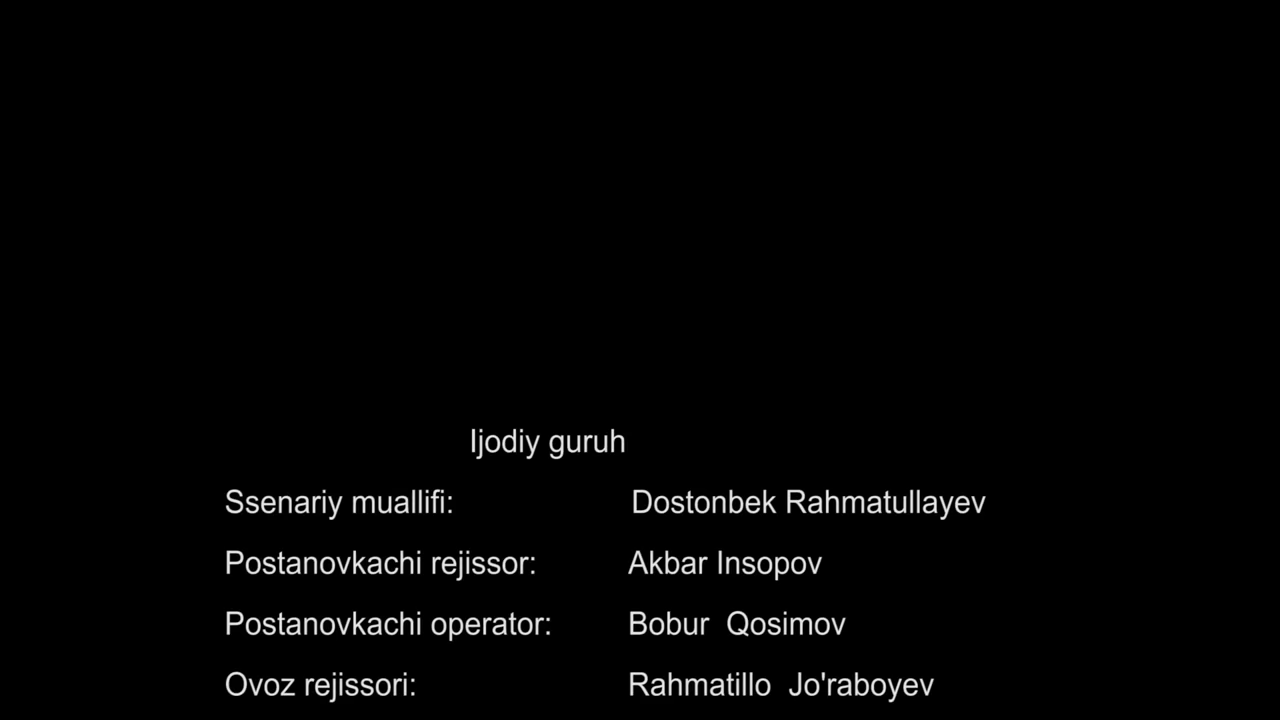 Ijodiy guruh
Ssenariy muallifi: Dostonbek Rahmatullayev
Postanovkachi rejissor: Akbar Insopov
Postanovkachi operator: Bobur Qosimov
Ovoz rejissori: Rahmatillo Jo'raboyev